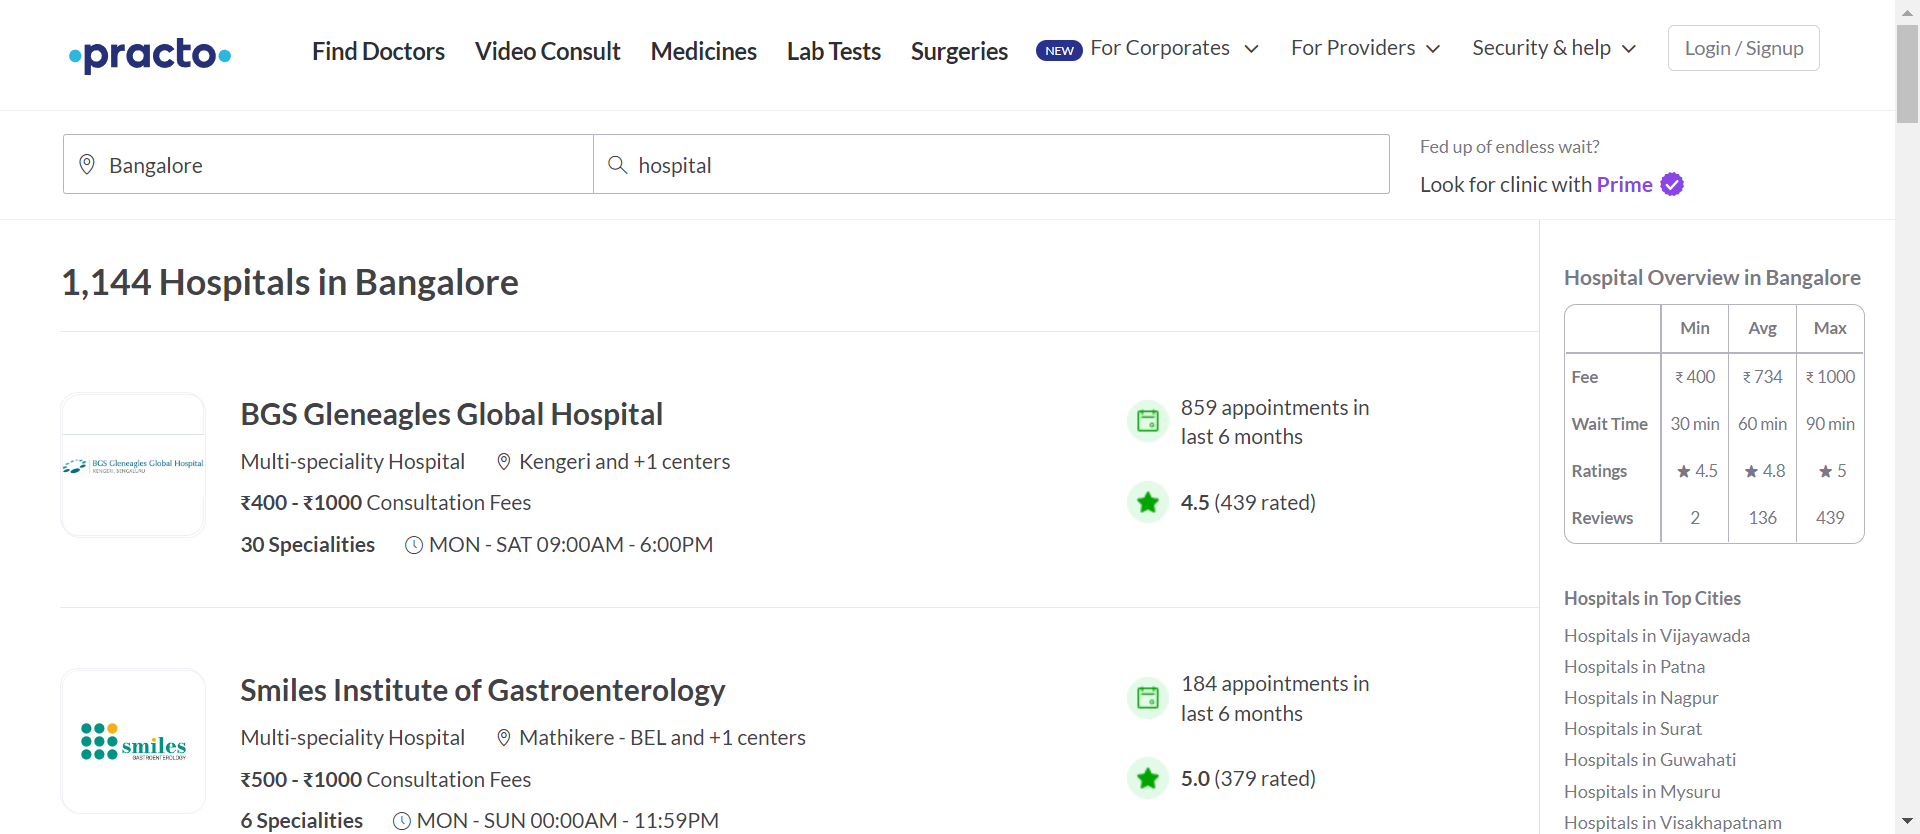 practo
Find Doctors
Video Consult
Medicines
Lab Tests
Surgeries
NEW For Corporates
For Providers
Security & help
Login / Signup
Bangalore
hospital
Fed up of endless wait?
Look for clinic with Prime
1,144 Hospitals in Bangalore
BGS Gleneagles Global Hospital
KENGERI, BENGALURU
BGS Gleneagles Global Hospital
Multi-speciality Hospital Kengeri and +1 centers
₹400 - ₹1000 Consultation Fees
30 Specialities MON - SAT 09:00AM - 6:00PM
859 appointments in
last 6 months
4.5 (439 rated)
smiles
GASTROENTEROLOGY
Smiles Institute of Gastroenterology
Multi-speciality Hospital Mathikere - BEL and +1 centers
₹500 - ₹1000 Consultation Fees
6 Specialities MON - SUN 00:00AM - 11:59PM
184 appointments in
last 6 months
5.0 (379 rated)
Hospital Overview in Bangalore
Min Avg Max
Fee ₹400 ₹734 ₹1000
Wait Time 30 min 60 min 90 min
Ratings ★ 4.5 ★ 4.8 ★ 5
Reviews 2 136 439
Hospitals in Top Cities
Hospitals in Vijayawada
Hospitals in Patna
Hospitals in Nagpur
Hospitals in Surat
Hospitals in Guwahati
Hospitals in Mysuru
Hospitals in Visakhapatnam